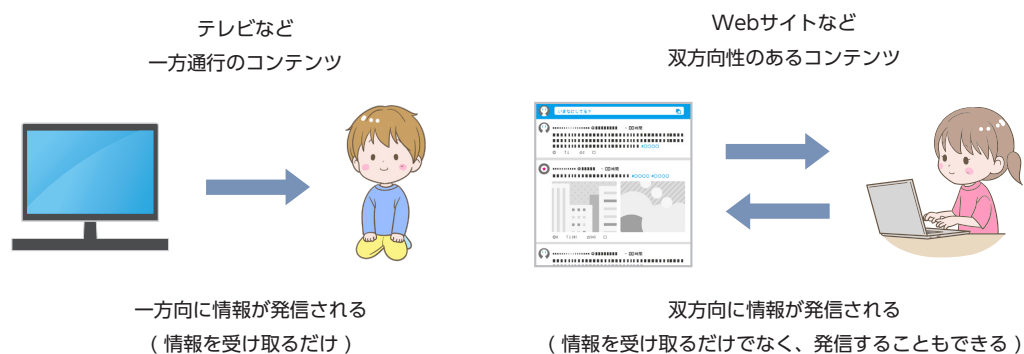 テレビなど
一方通行のコンテンツ
一方向に情報が発信される
( 情報を受け取るだけ )
Webサイトなど
双方向性のあるコンテンツ
いまなにしてる?
双方向に情報が発信される
( 情報を受け取るだけでなく、発信することもできる )